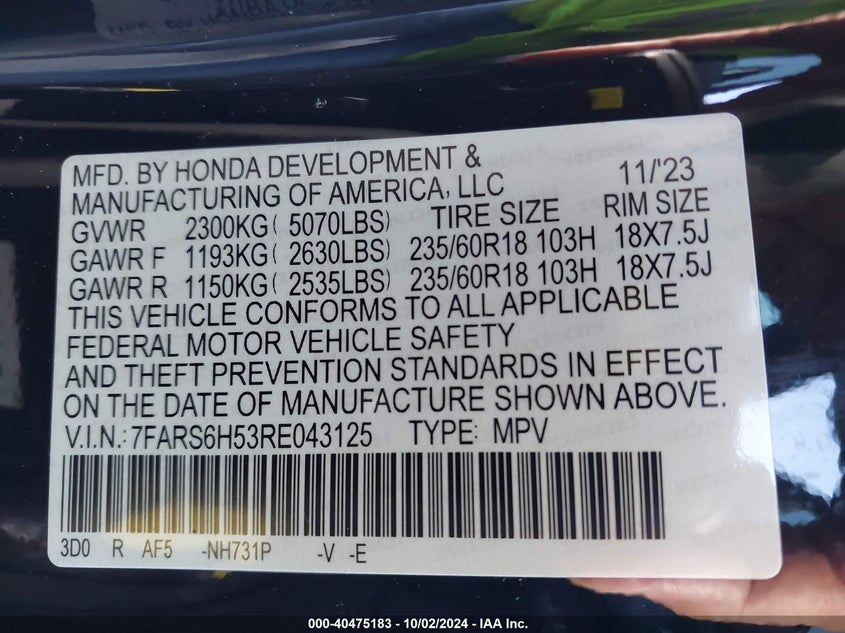 MFD. BY HONDA DEVELOPMENT & 
MANUFACTURING OF AMERICA, LLC 11/'23
GVWR 2300KG( 5070LBS) TIRE SIZE RIM SIZE
GAWR F 1193KG( 2630LBS) 235/60R18 103H 18X7.5J
GAWR R 1150KG( 2535LBS) 235/60R18 103H 18X7.5J
THIS VEHICLE CONFORMS TO ALL APPLICABLE
FEDERAL MOTOR VEHICLE SAFETY
AND THEFT PREVENTION STANDARDS IN EFFECT
ON THE DATE OF MANUFACTURE SHOWN ABOVE.
V.I.N.: 7FARS6H53RE043125 TYPE: MPV
3D0 R AF5 -NH731P -V -E
000-40475183 - 10/02/2024 - IAA Inc.